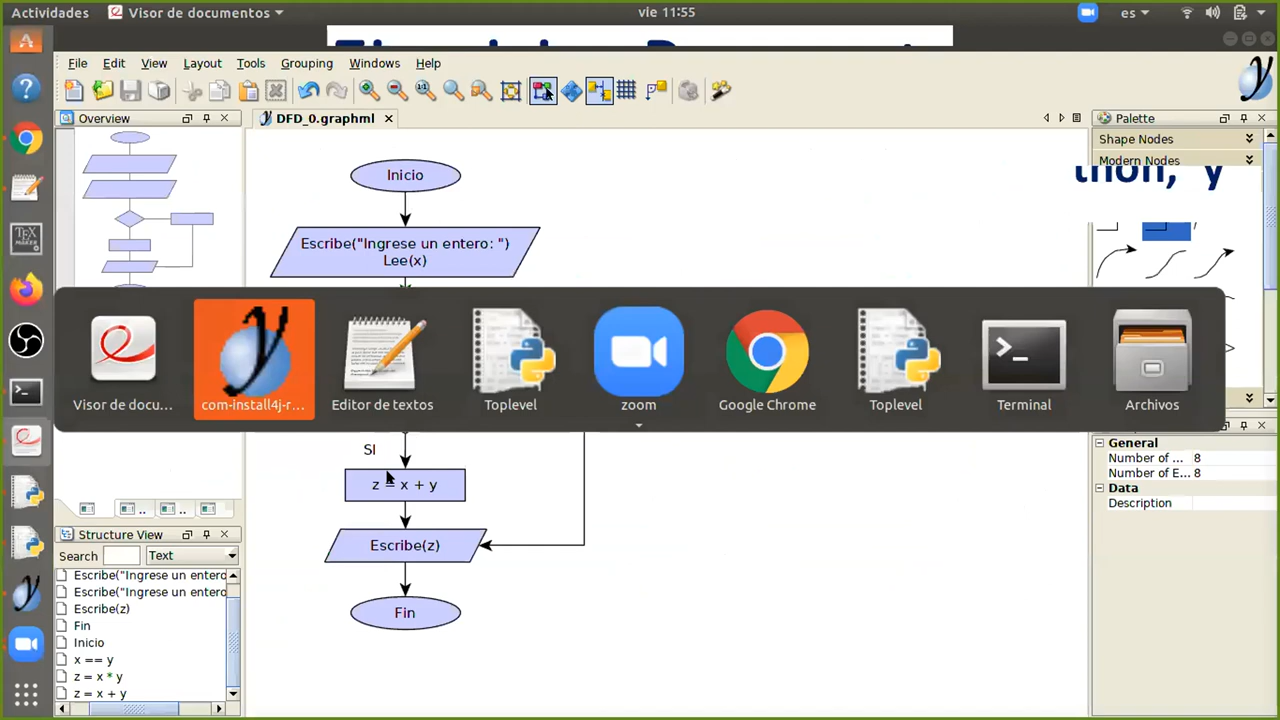 Actividades
Visor de documentos
vie 11:55
es
File
Edit
View
Layout
Tools
Grouping
Windows
Help
Overview
DFD_0.graphml
Palette
Shape Nodes
Modern Nodes
thon, y
Inicio
Escribe("Ingrese un entero: ")
Lee(x)
Visor de docu...
com-install4j-r...
Editor de textos
Toplevel
zoom
Google Chrome
Toplevel
Terminal
Archivos
SI
z = x + y
Escribe(z)
Fin
General
Number of ... 8
Number of E... 8
Data
Description
Structure View
Search
Text
Escribe("Ingrese un entero
Escribe("Ingrese un entero
Escribe(z)
Fin
Inicio
x == y
z = x * y
z = x + y
TEX
MAKER